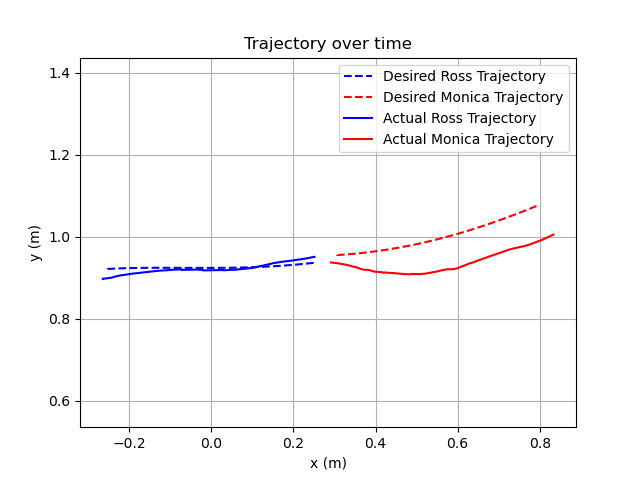 Trajectory over time
Desired Ross Trajectory
Desired Monica Trajectory
Actual Ross Trajectory
Actual Monica Trajectory
y (m)
1.4
1.2
1.0
0.8
0.6
−0.2 0.0 0.2 0.4 0.6 0.8
x (m)